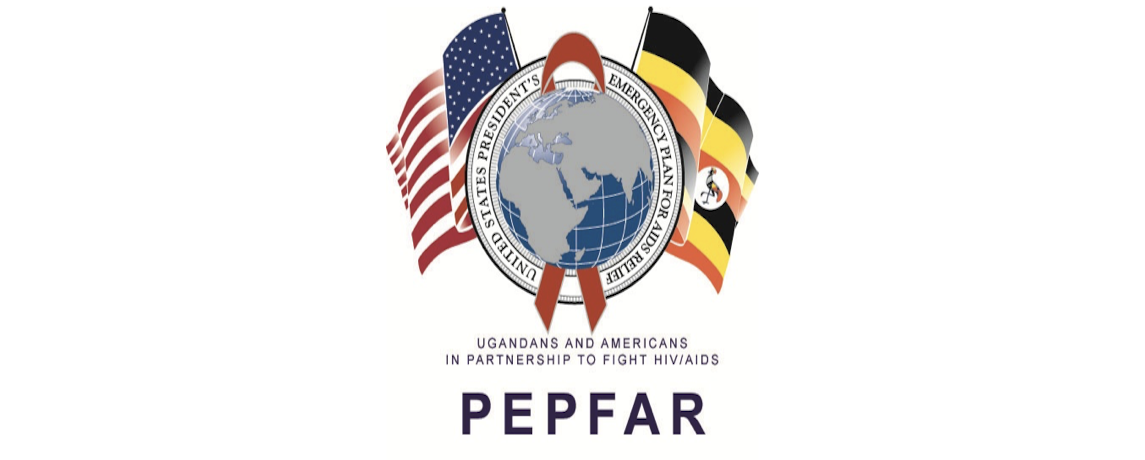 UNITED STATES PRESIDENT'S
EMERGENCY PLAN FOR AIDS RELIEF
UGANDANS AND AMERICANS
IN PARTNERSHIP TO FIGHT HIV/AIDS
PEPFAR